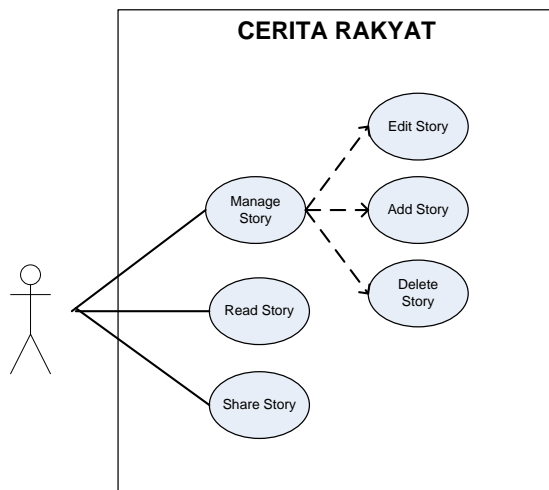 CERITA RAKYAT
Edit Story
Manage
Story
Add Story
Delete
Story
Read Story
Share Story